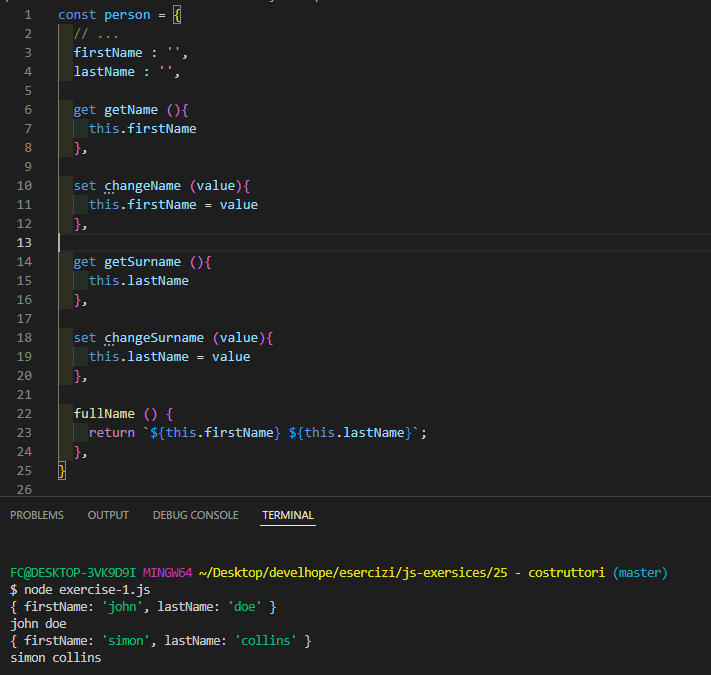 1 const person = {
2 // ...
3 firstName : '',
4 lastName : '',
5
6 get getName (){
7 this.firstName
8 },
9
10 set changeName (value){
11 this.firstName = value
12 },
13
14 get getSurname (){
15 this.lastName
16 },
17
18 set changeSurname (value){
19 this.lastName = value
20 },
21
22 fullName () {
23 return `${this.firstName} ${this.lastName}`;
24 },
25 }
26
PROBLEMS OUTPUT DEBUG CONSOLE TERMINAL
FC@DESKTOP-3VK9D9I MINGW64 ~/Desktop/develhope/esercizi/js-exersices/25 - costruttori (master)
$ node exercise-1.js
{ firstName: 'john', lastName: 'doe' }
john doe
{ firstName: 'simon', lastName: 'collins' }
simon collins